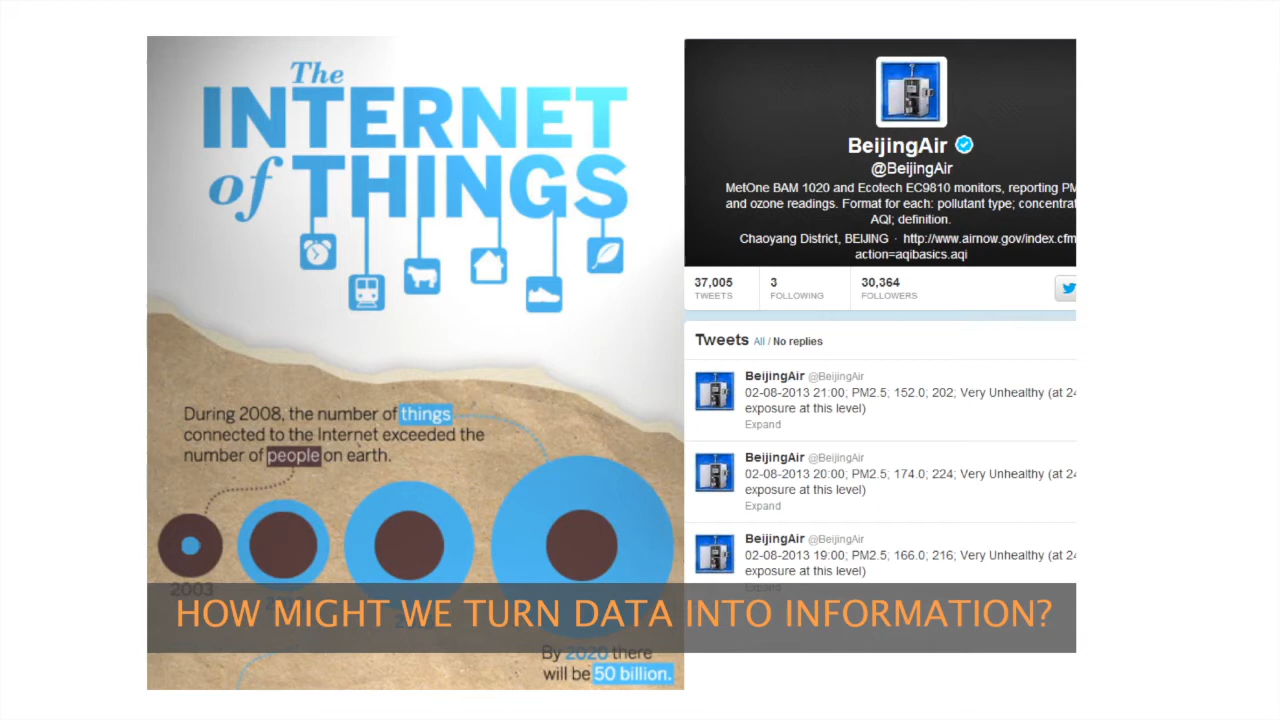 The
INTERNET
of THINGS
During 2008, the number of things
connected to the Internet exceeded the
number of people on earth.
2003
By 2020 there
will be 50 billion.
BeijingAir
@BeijingAir
MetOne BAM 1020 and Ecotech EC9810 monitors, reporting PM
and ozone readings. Format for each: pollutant type; concentrat
AQI; definition.
Chaoyang District, BEIJING · http://www.airnow.gov/index.cfm
action=aqibasics.aqi
37,005
TWEETS
3
FOLLOWING
30,364
FOLLOWERS
Tweets All / No replies
BeijingAir @BeijingAir
02-08-2013 21:00; PM2.5; 152.0; 202; Very Unhealthy (at 24
exposure at this level)
Expand
BeijingAir @BeijingAir
02-08-2013 20:00; PM2.5; 174.0; 224; Very Unhealthy (at 24
exposure at this level)
Expand
BeijingAir @BeijingAir
02-08-2013 19:00; PM2.5; 166.0; 216; Very Unhealthy (at 24
exposure at this level)
Expand
HOW MIGHT WE TURN DATA INTO INFORMATION?